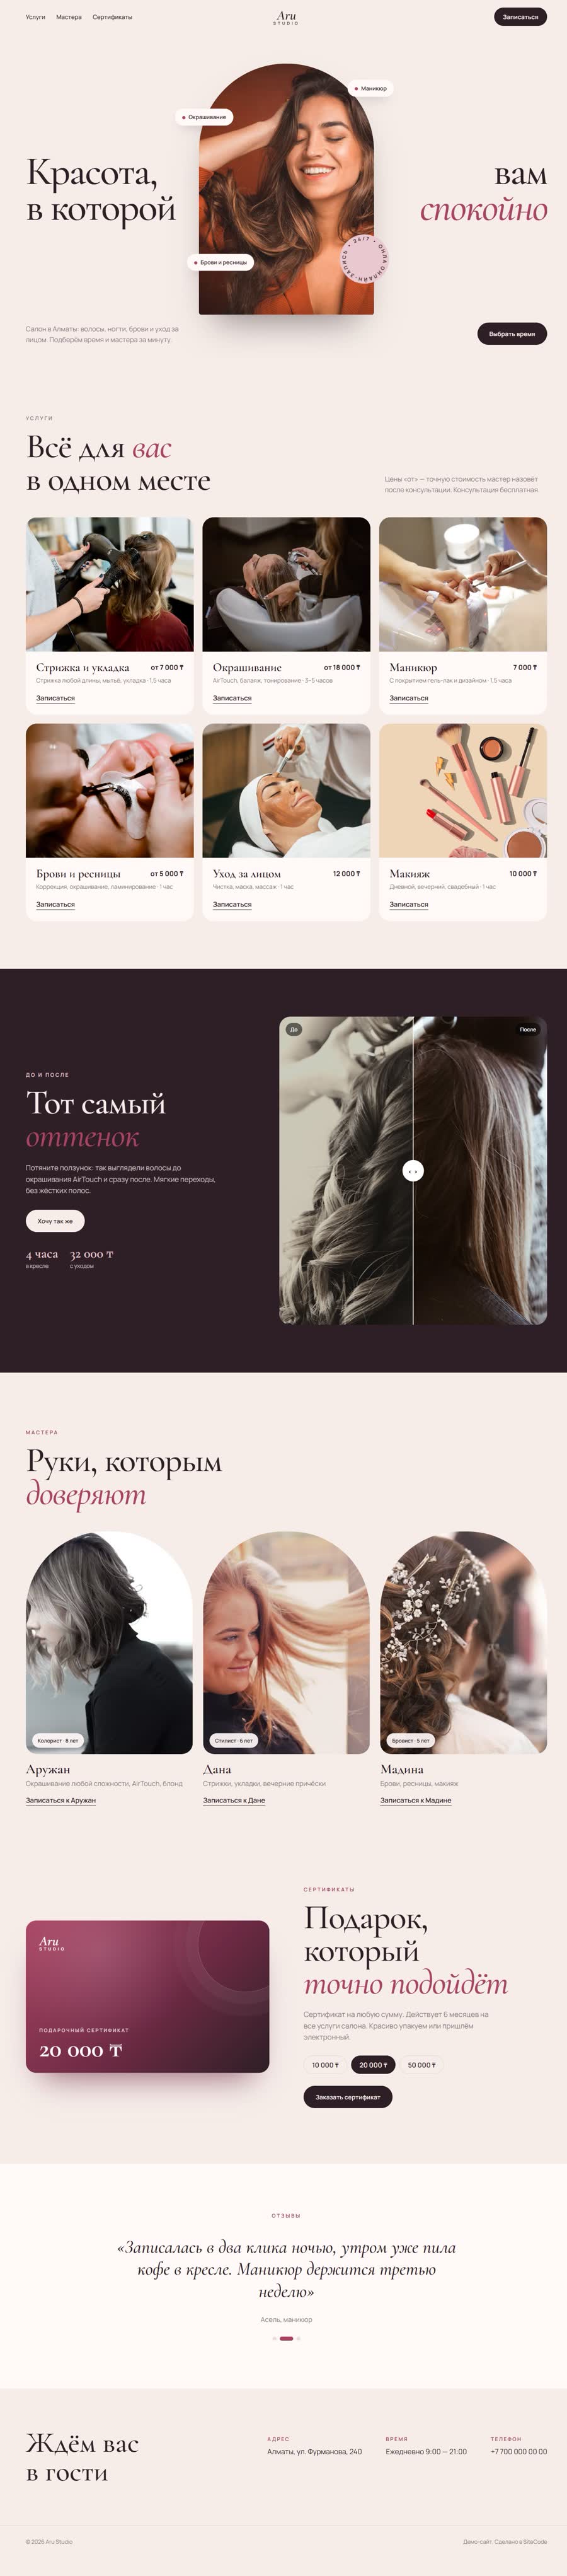 Услуги Мастера Сертификаты
Aru
STUDIO
Записаться
Маникюр
Окрашивание
Красота,
в которой
вам
спокойно
Брови и ресницы
Салон в Алматы: волосы, ногти, брови и уход за
лицом. Подберём время и мастера за минуту.
Выбрать время
УСЛУГИ
Всё для вас
в одном месте
Цены «от» — точную стоимость мастер назовёт
после консультации. Консультация бесплатная.
Стрижка и укладка от 7 000 ₸
Стрижка любой длины, мытьё, укладка · 1,5 часа
Записаться
Окрашивание от 18 000 ₸
AirTouch, балаяж, тонирование · 3–5 часов
Записаться
Маникюр 7 000 ₸
С покрытием гель-лак и дизайном · 1,5 часа
Записаться
Брови и ресницы от 5 000 ₸
Коррекция, окрашивание, ламинирование · 1 час
Записаться
Уход за лицом 12 000 ₸
Чистка, маска, массаж · 1 час
Записаться
Макияж 10 000 ₸
Дневной, вечерний, свадебный · 1 час
Записаться
До
После
ДО И ПОСЛЕ
Тот самый
оттенок
Потяните ползунок: так выглядели волосы до
окрашивания AirTouch и сразу после. Мягкие переходы,
без жёстких полос.
Хочу так же
4 часа 32 000 ₸
в кресле с уходом
МАСТЕРА
Руки, которым
доверяют
Колорист · 8 лет
Аружан
Окрашивание любой сложности, AirTouch, блонд
Записаться к Аружан
Стилист · 6 лет
Дана
Стрижки, укладки, вечерние причёски
Записаться к Дане
Бровист · 5 лет
Мадина
Брови, ресницы, макияж
Записаться к Мадине
Aru
STUDIO
ПОДАРОЧНЫЙ СЕРТИФИКАТ
20 000 ₸
СЕРТИФИКАТЫ
Подарок,
который
точно подойдёт
Сертификат на любую сумму. Действует 6 месяцев на
все услуги салона. Красиво упакуем или пришлём
электронный.
10 000 ₸ 20 000 ₸ 50 000 ₸
Заказать сертификат
ОТЗЫВЫ
«Записалась в два клика ночью, утром уже пила
кофе в кресле. Маникюр держится третью
неделю»
Асель, маникюр
Ждём вас
в гости
АДРЕС
Алматы, ул. Фурманова, 240
ВРЕМЯ
Ежедневно 9:00 — 21:00
ТЕЛЕФОН
+7 700 000 00 00
© 2026 Aru Studio
Демо-сайт. Сделано в SiteCode